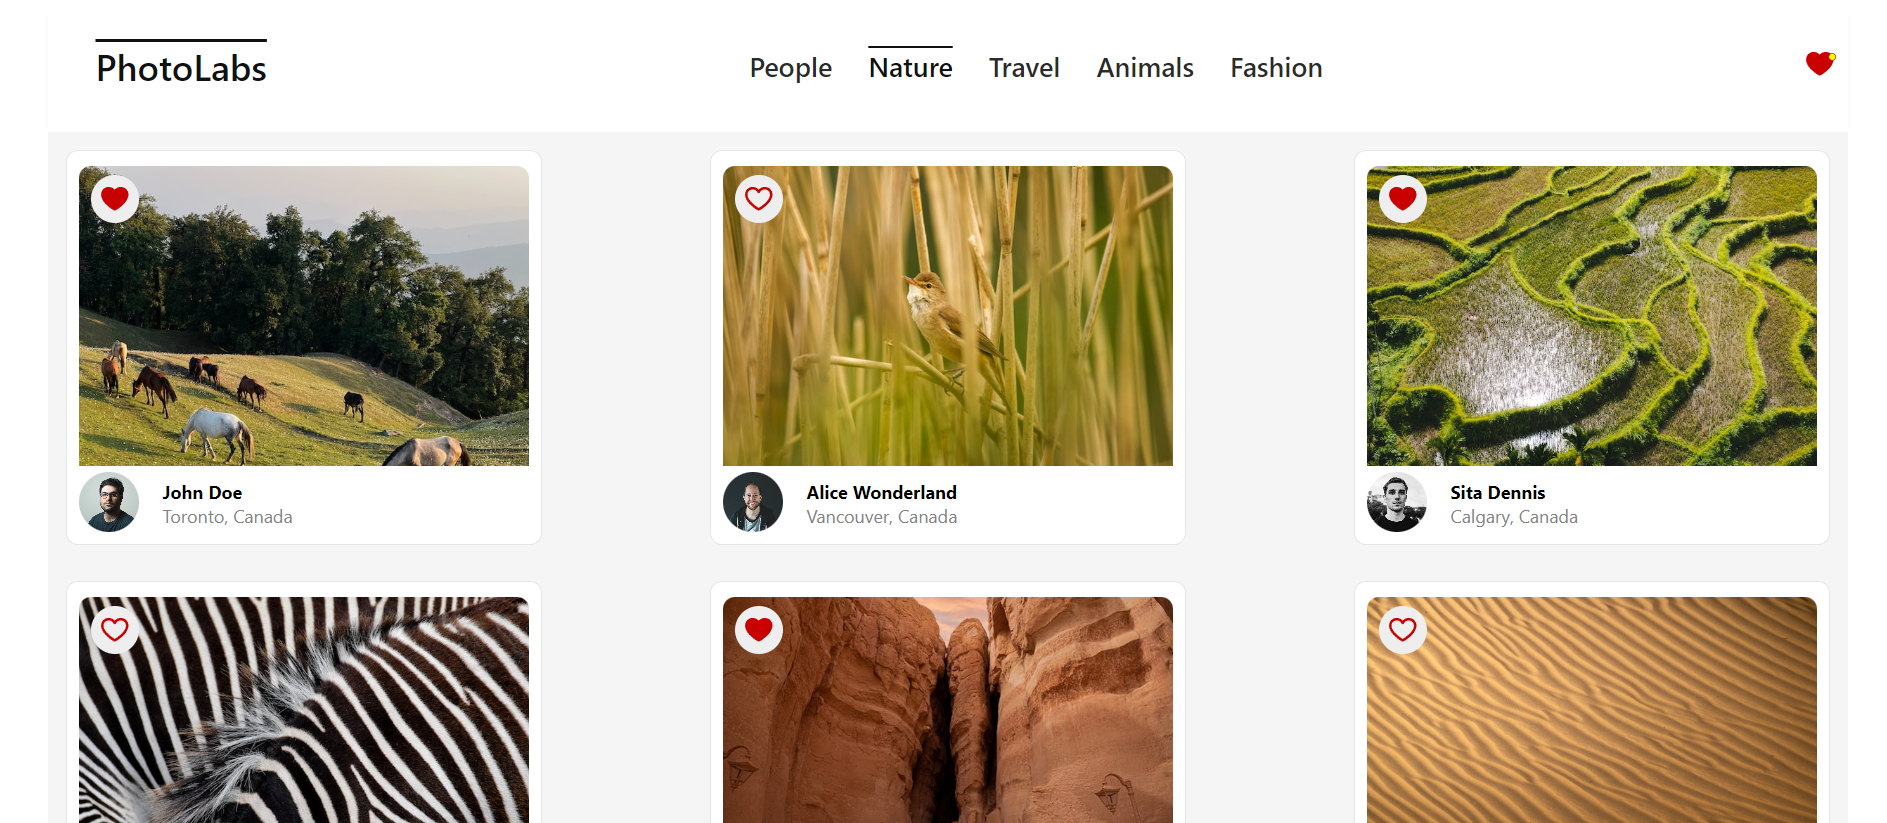 PhotoLabs
People Nature Travel Animals Fashion
John Doe
Toronto, Canada
Alice Wonderland
Vancouver, Canada
Sita Dennis
Calgary, Canada